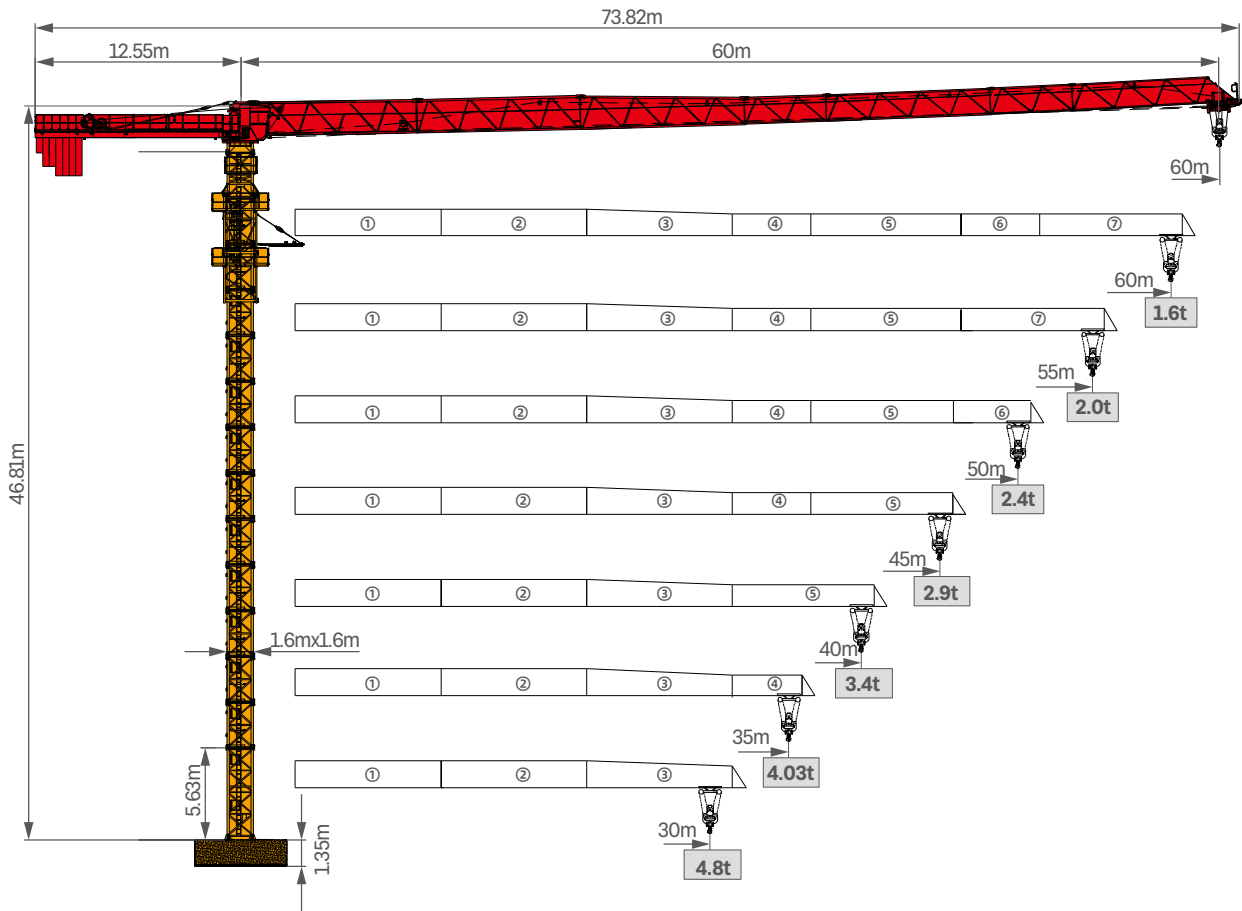 73.82m
12.55m
60m
60m
① ② ③ ④ ⑤ ⑥ ⑦
60m
1.6t
① ② ③ ④ ⑤ ⑦
55m
2.0t
① ② ③ ④ ⑤ ⑥
50m
2.4t
46.81m
① ② ③ ④ ⑤
45m
2.9t
① ② ③ ⑤
1.6mx1.6m
40m
3.4t
① ② ③ ④
35m
4.03t
5.63m
① ② ③
30m
4.8t
1.35m